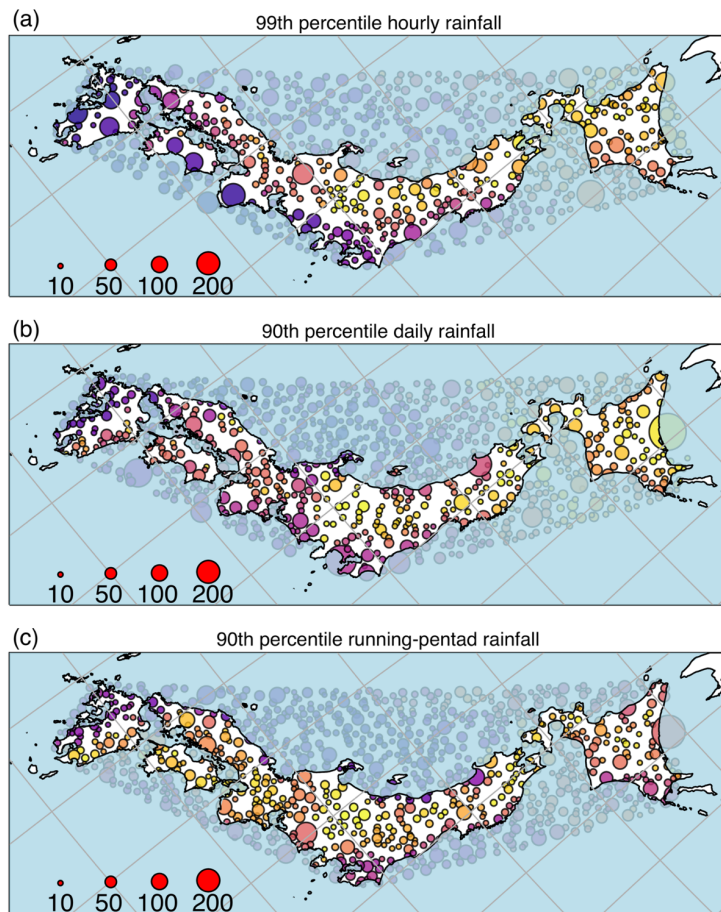 (a)
99th percentile hourly rainfall
10 50 100 200
(b)
90th percentile daily rainfall
10 50 100 200
(c)
90th percentile running-pentad rainfall
10 50 100 200